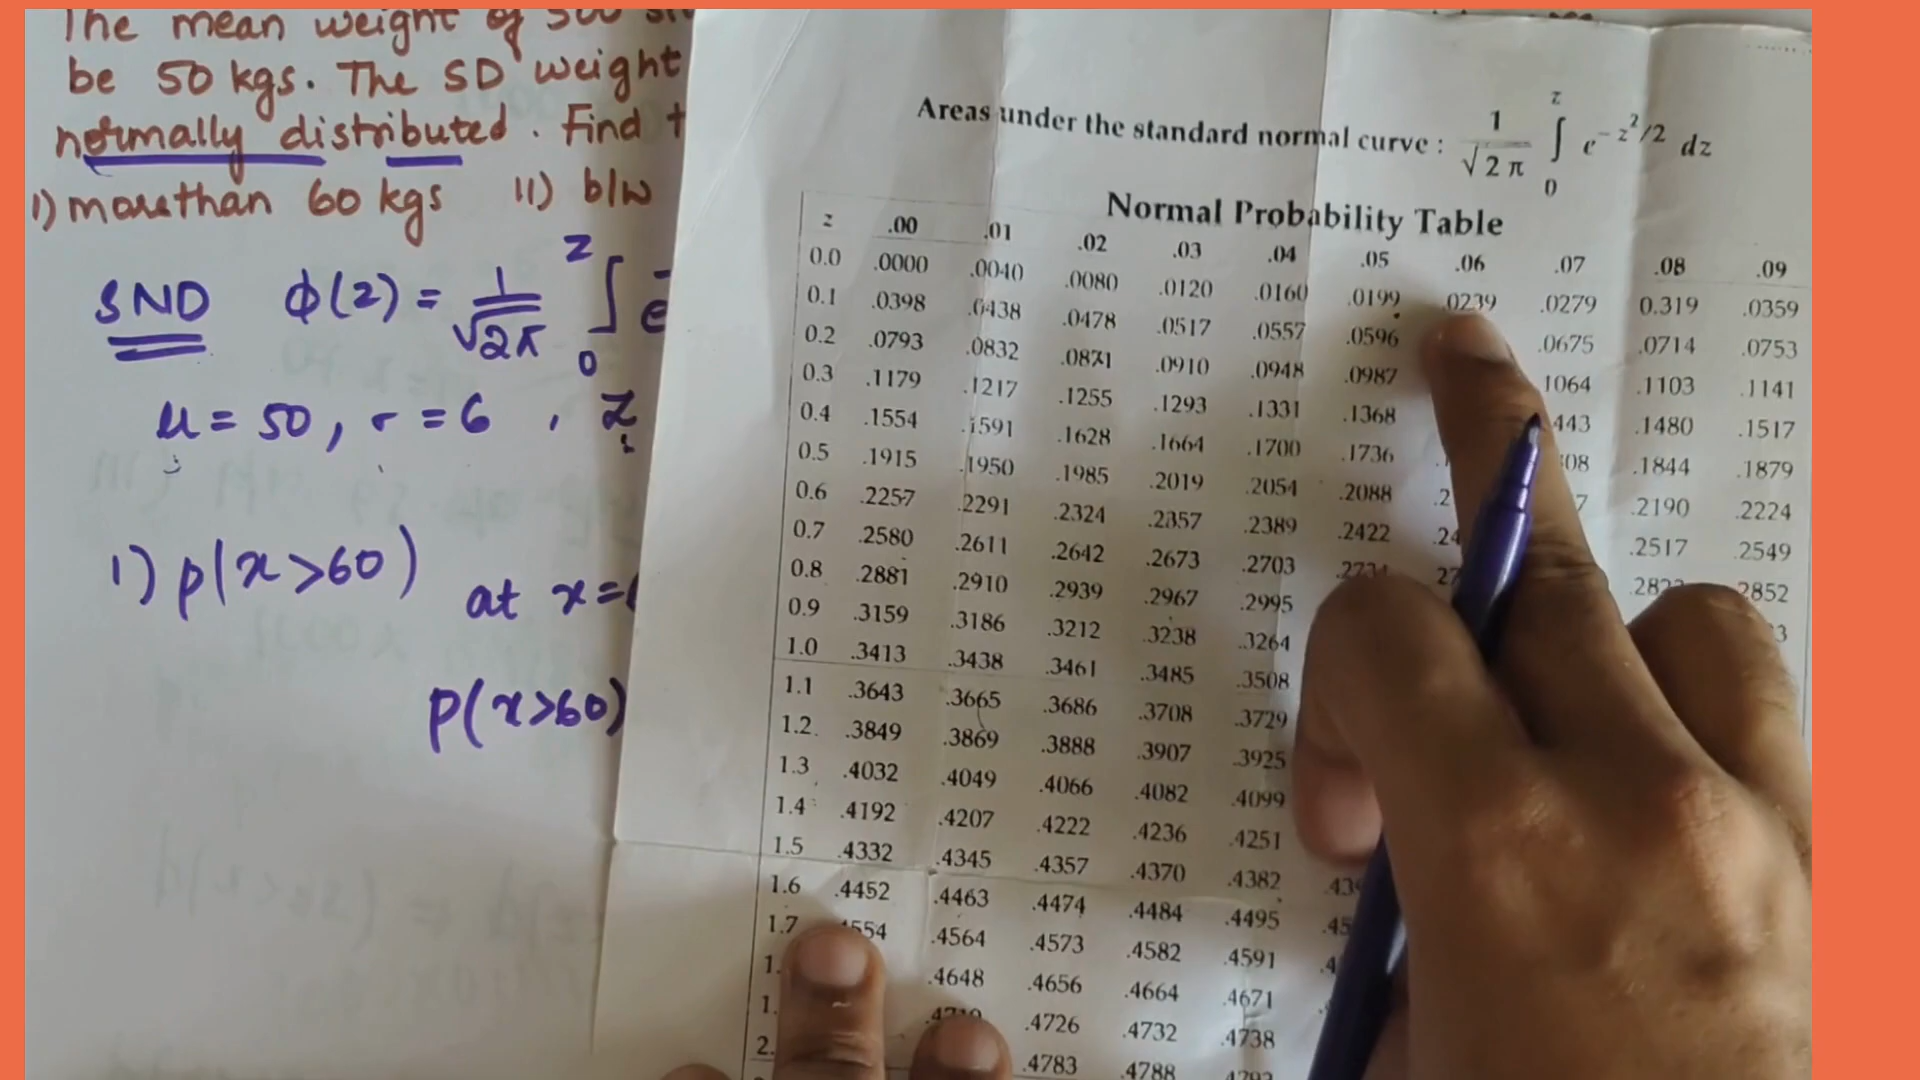 The mean weight of 500
be 50 kgs. The SD weight
normally distributed. Find
1) more than 60 kgs II) b/w
SND ϕ(z) = 1/√2π ∫ 0 z e
μ = 50, σ = 6 , Z
1) p(x>60) at x=
p(x>60)
Areas under the standard normal curve : 1/√2 π ∫ 0 z e^-z²/2 dz
Normal Probability Table
z .00 .01 .02 .03 .04 .05 .06 .07 .08 .09
0.0 .0000 .0040 .0080 .0120 .0160 .0199 .0239 .0279 0.319 .0359
0.1 .0398 .0438 .0478 .0517 .0557 .0596 .0675 .0714 .0753
0.2 .0793 .0832 .0871 .0910 .0948 .0987 1064 .1103 .1141
0.3 .1179 .1217 .1255 .1293 .1331 .1368 443 .1480 .1517
0.4 .1554 .1591 .1628 .1664 .1700 .1736 .1844 .1879
0.5 .1915 .1950 .1985 .2019 .2054 .2088 .2190 .2224
0.6 .2257 .2291 .2324 .2357 .2389 .2422 .2517 .2549
0.7 .2580 .2611 .2642 .2673 .2703 .2852
0.8 .2881 .2910 .2939 .2967 .2995
0.9 .3159 .3186 .3212 .3238 .3264
1.0 .3413 .3438 .3461 .3485 .3508
1.1 .3643 .3665 .3686 .3708 .3729
1.2 .3849 .3869 .3888 .3907 .3925
1.3 .4032 .4049 .4066 .4082 .4099
1.4 .4192 .4207 .4222 .4236 .4251
1.5 .4332 .4345 .4357 .4370 .4382
1.6 .4452 .4463 .4474 .4484 .4495
1.7 .4564 .4573 .4582 .4591
1. .4648 .4656 .4664 .4671
1. .4726 .4732 .4738
2. .4783 .4788